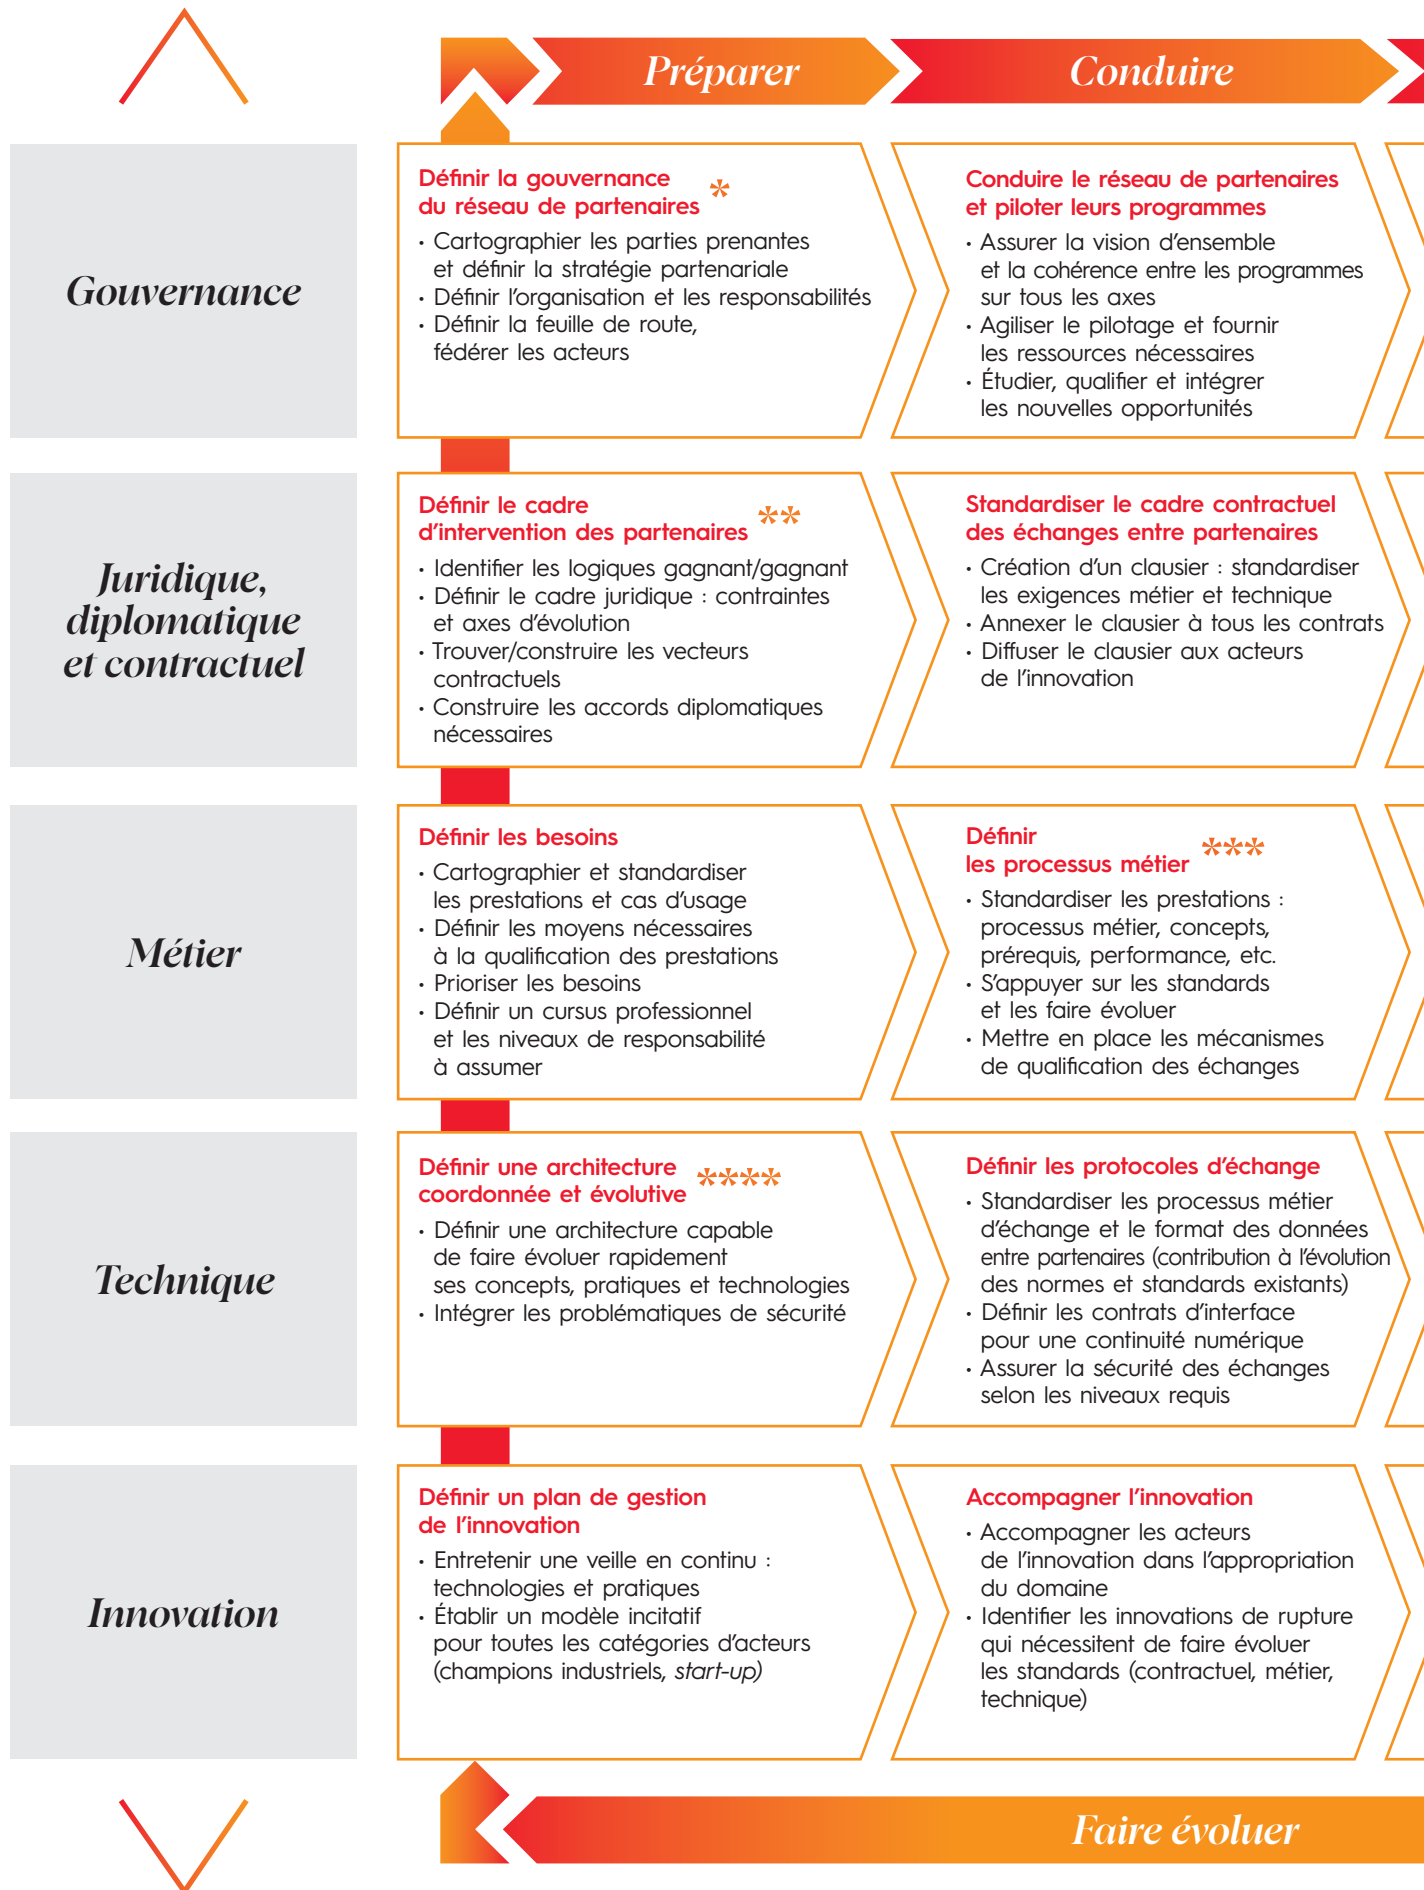 Préparer
Conduire
Gouvernance
Définir la gouvernance
du réseau de partenaires *
• Cartographier les parties prenantes
et définir la stratégie partenariale
• Définir l’organisation et les responsabilités
• Définir la feuille de route,
fédérer les acteurs
Conduire le réseau de partenaires
et piloter leurs programmes
• Assurer la vision d’ensemble
et la cohérence entre les programmes
sur tous les axes
• Agiliser le pilotage et fournir
les ressources nécessaires
• Étudier, qualifier et intégrer
les nouvelles opportunités
Juridique,
diplomatique
et contractuel
Définir le cadre
d’intervention des partenaires **
• Identifier les logiques gagnant/gagnant
• Définir le cadre juridique : contraintes
et axes d’évolution
• Trouver/construire les vecteurs
contractuels
• Construire les accords diplomatiques
nécessaires
Standardiser le cadre contractuel
des échanges entre partenaires
• Création d’un clausier : standardiser
les exigences métier et technique
• Annexer le clausier à tous les contrats
• Diffuser le clausier aux acteurs
de l’innovation
Métier
Définir les besoins
• Cartographier et standardiser
les prestations et cas d’usage
• Définir les moyens nécessaires
à la qualification des prestations
• Prioriser les besoins
• Définir un cursus professionnel
et les niveaux de responsabilité
à assumer
Définir
les processus métier ***
• Standardiser les prestations :
processus métier, concepts,
prérequis, performance, etc.
• S’appuyer sur les standards
et les faire évoluer
• Mettre en place les mécanismes
de qualification des échanges
Technique
Définir une architecture
coordonnée et évolutive ****
• Définir une architecture capable
de faire évoluer rapidement
ses concepts, pratiques et technologies
• Intégrer les problématiques de sécurité
Définir les protocoles d’échange
• Standardiser les processus métier
d’échange et le format des données
entre partenaires (contribution à l’évolution
des normes et standards existants)
• Définir les contrats d’interface
pour une continuité numérique
• Assurer la sécurité des échanges
selon les niveaux requis
Innovation
Définir un plan de gestion
de l’innovation
• Entretenir une veille en continu :
technologies et pratiques
• Établir un modèle incitatif
pour toutes les catégories d’acteurs
(champions industriels, start-up)
Accompagner l’innovation
• Accompagner les acteurs
de l’innovation dans l’appropriation
du domaine
• Identifier les innovations de rupture
qui nécessitent de faire évoluer
les standards (contractuel, métier,
technique)
Faire évoluer